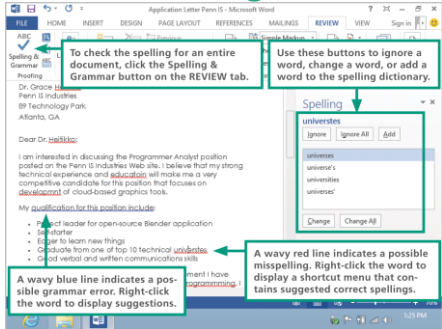 Application Letter Penn IS - Microsoft Word
FILE HOME INSERT DESIGN PAGE LAYOUT REFERENCES MAILINGS REVIEW VIEW Sign in
ABC
Spelling &
Grammar
Proofing
To check the spelling for an entire
document, click the Spelling &
Grammar button on the REVIEW tab.
Use these buttons to ignore a
word, change a word, or add a
word to the spelling dictionary.
Dr. Grace Heifikko
Penn IS Industries
89 Technology Park
Atlanta, GA
Dear Dr. Heifikko:
I am interested in discussing the Programmer Analyst position
posted on the Penn IS Industries Web site. I believe that my strong
technical experience and educatoin will make me a very
competitive candidate for this position that focuses on
developmnt of cloud-based graphics tools.
My qualification for this position include:
• Project leader for open-source Blender application
• Self-starter
• Eager to learn new things
• Graduate from one of top 10 technical universtes
• Good verbal and written communications skills
Spelling
universtes
Ignore Ignore All Add
universes
universe's
universities
universes'
Change Change All
A wavy blue line indicates a pos-
sible grammar error. Right-click
the word to display suggestions.
A wavy red line indicates a possible
misspelling. Right-click the word to
display a shortcut menu that con-
tains suggested correct spellings.
ment I have
programmming. I
5:25 PM